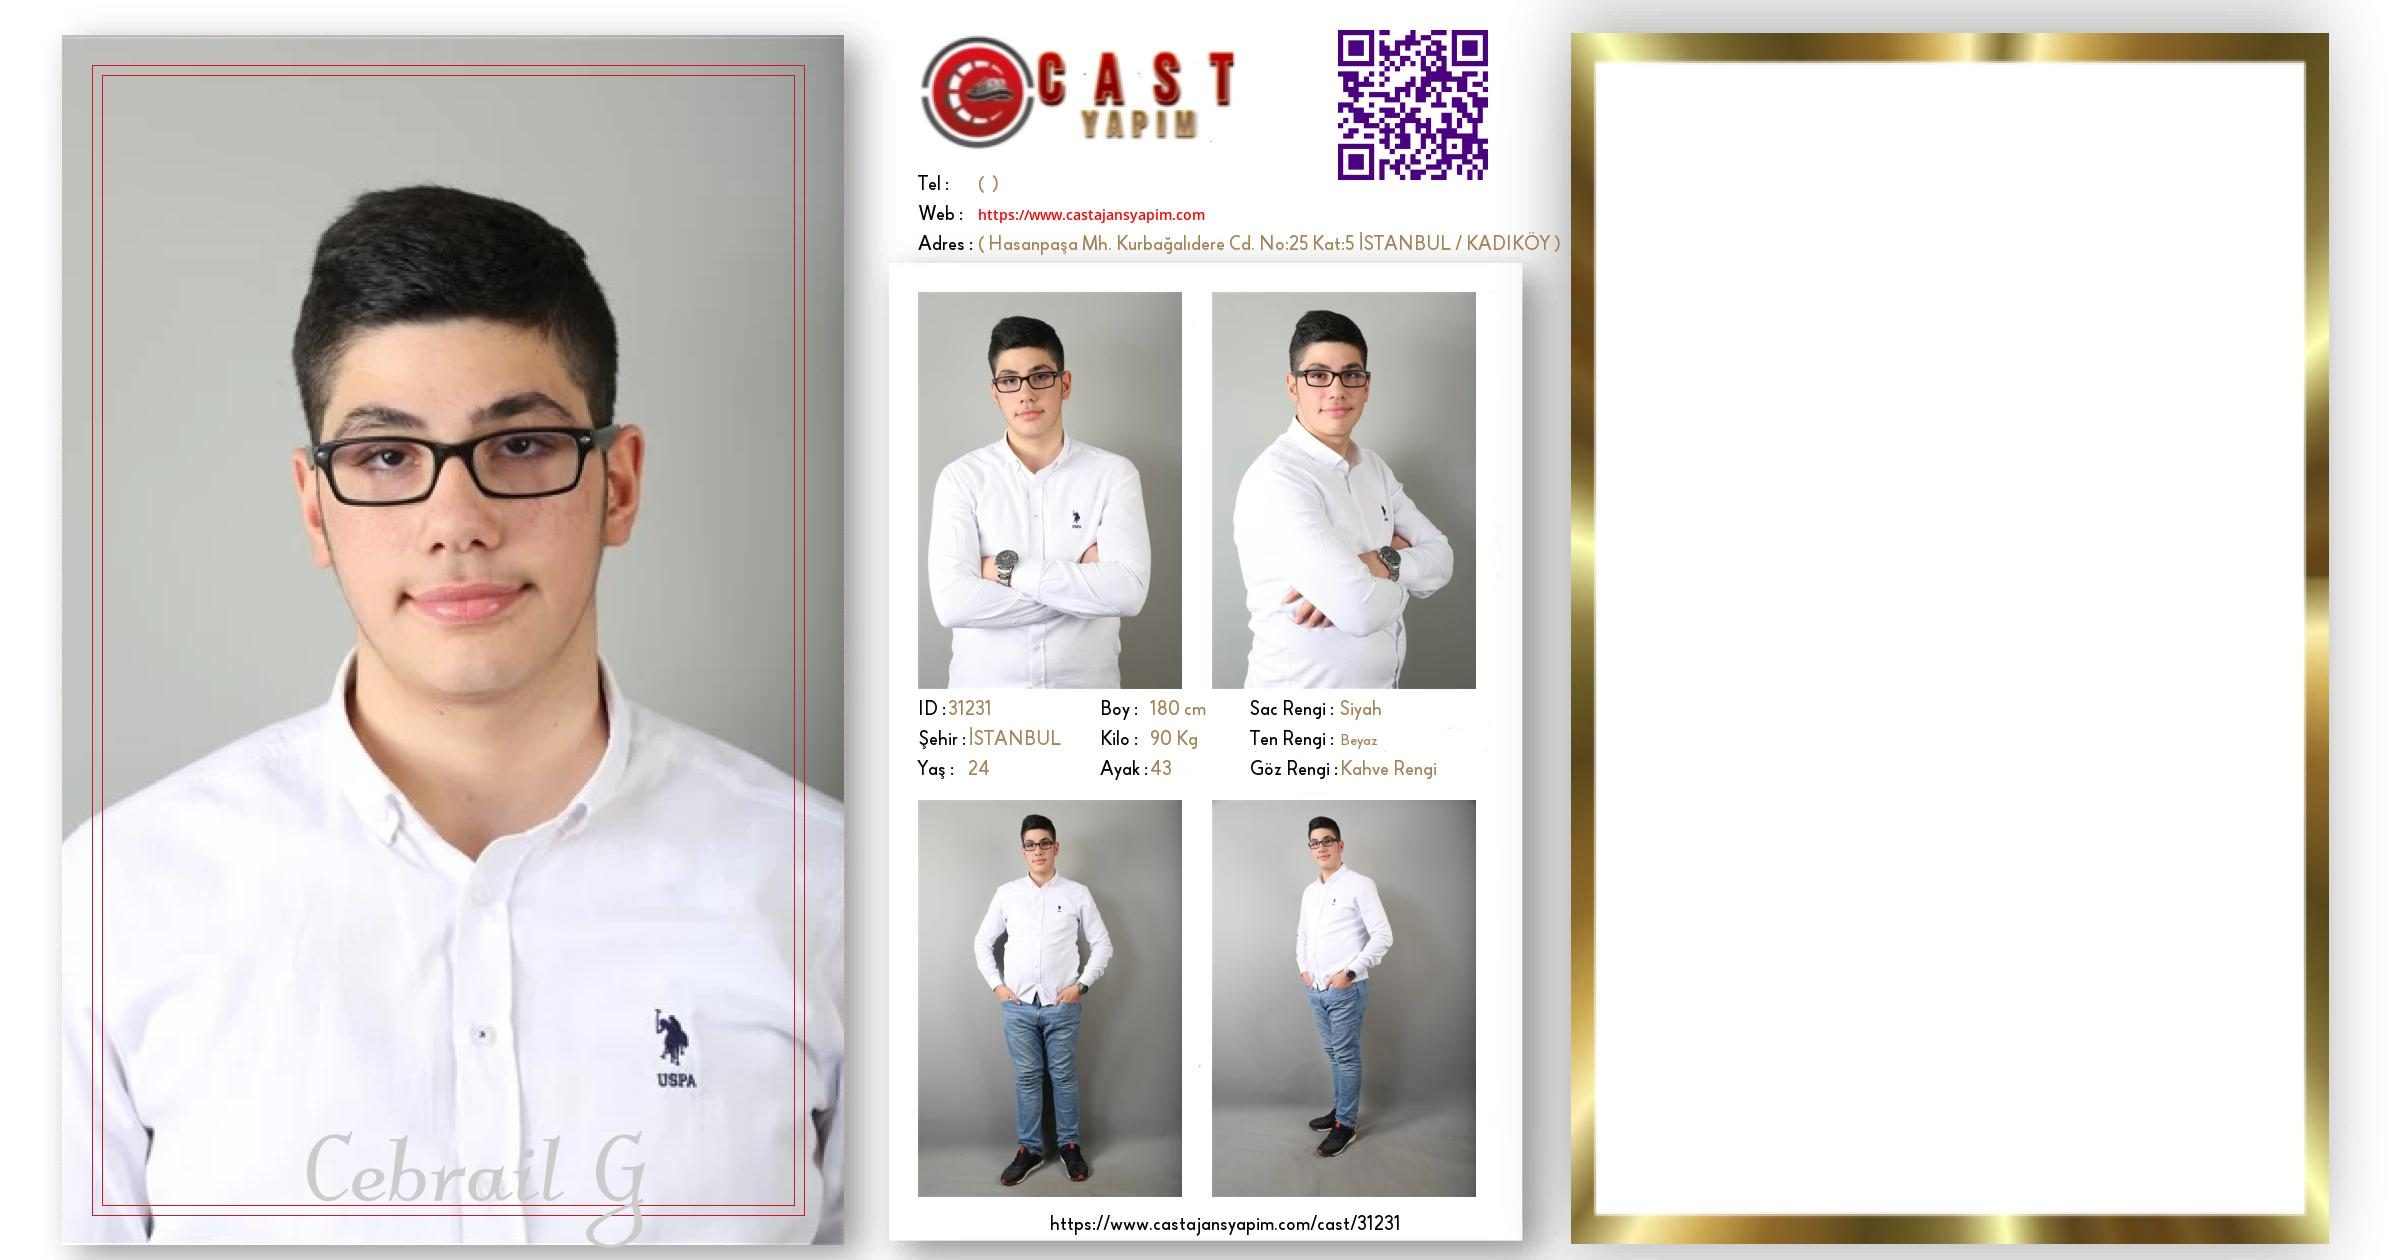 USPA
Cebrail G
CAST
YAPIM
Tel : ( )
Web : https://www.castajansyapim.com
Adres : ( Hasanpaşa Mh. Kurbağalıdere Cd. No:25 Kat:5 İSTANBUL / KADIKÖY )
ID : 31231 Boy : 180 cm Sac Rengi : Siyah
Şehir : İSTANBUL Kilo : 90 Kg Ten Rengi : Beyaz
Yaş : 24 Ayak : 43 Göz Rengi : Kahve Rengi
https://www.castajansyapim.com/cast/31231